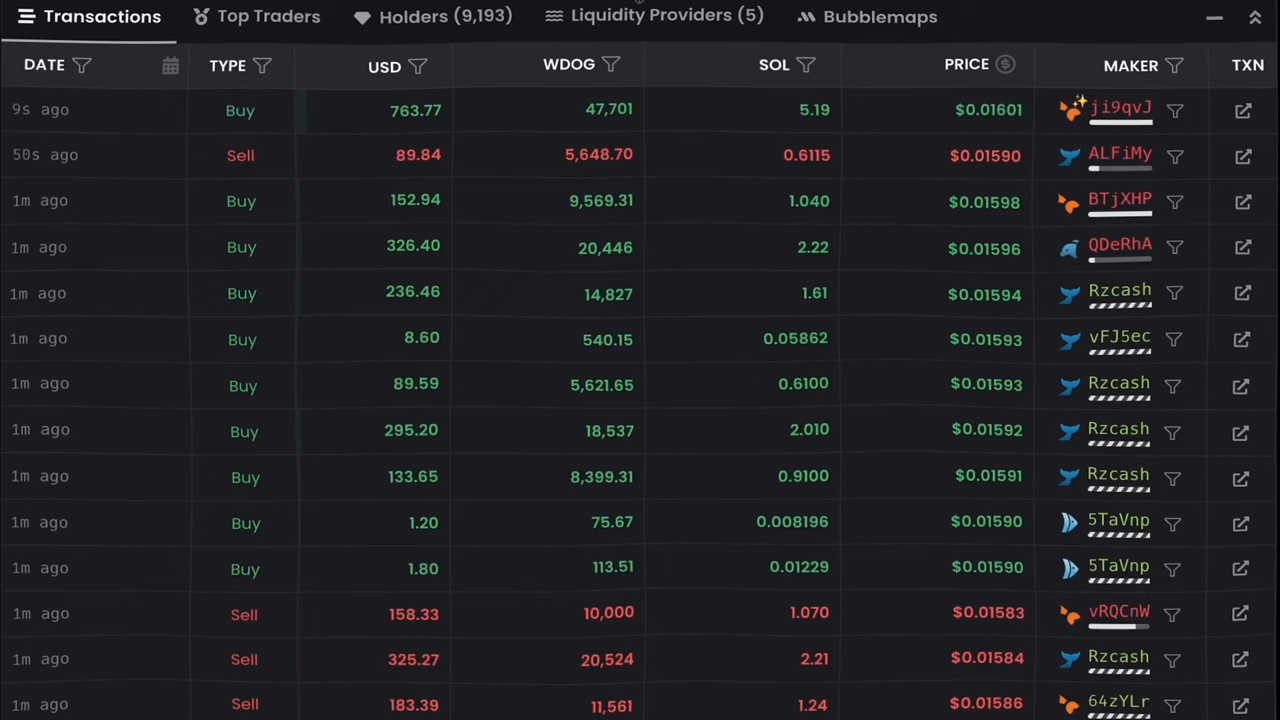 Transactions Top Traders Holders (9,193) Liquidity Providers (5) Bubblemaps
DATE TYPE USD WDOG SOL PRICE MAKER TXN
9s ago Buy 763.77 47,701 5.19 $0.01601 ji9qvJ
50s ago Sell 89.84 5,648.70 0.6115 $0.01590 ALFiMy
1m ago Buy 152.94 9,569.31 1.040 $0.01598 BTjXHP
1m ago Buy 326.40 20,446 2.22 $0.01596 QDeRhA
1m ago Buy 236.46 14,827 1.61 $0.01594 Rzcash
1m ago Buy 8.60 540.15 0.05862 $0.01593 vFJ5ec
1m ago Buy 89.59 5,621.65 0.6100 $0.01593 Rzcash
1m ago Buy 295.20 18,537 2.010 $0.01592 Rzcash
1m ago Buy 133.65 8,399.31 0.9100 $0.01591 Rzcash
1m ago Buy 1.20 75.67 0.008196 $0.01590 5TaVnp
1m ago Buy 1.80 113.51 0.01229 $0.01590 5TaVnp
1m ago Sell 158.33 10,000 1.070 $0.01583 vRQCnW
1m ago Sell 325.27 20,524 2.21 $0.01584 Rzcash
1m ago Sell 183.39 11,561 1.24 $0.01586 64zYLr